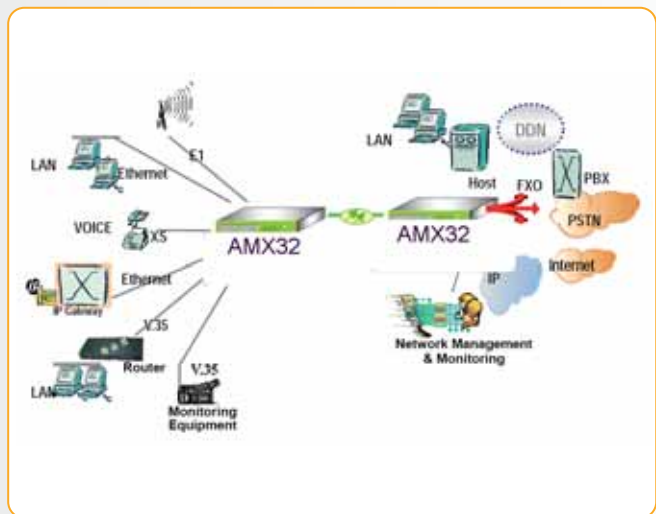 E1
LAN
Ethernet
VOICE
XS
AMX32
Ethernet
IP Gateway
V.35
Router
LAN
V.35
Monitoring
Equipment
LAN
Host
DDN
FXO
PBX
PSTN
AMX32
Internet
IP
Network Management
& Monitoring